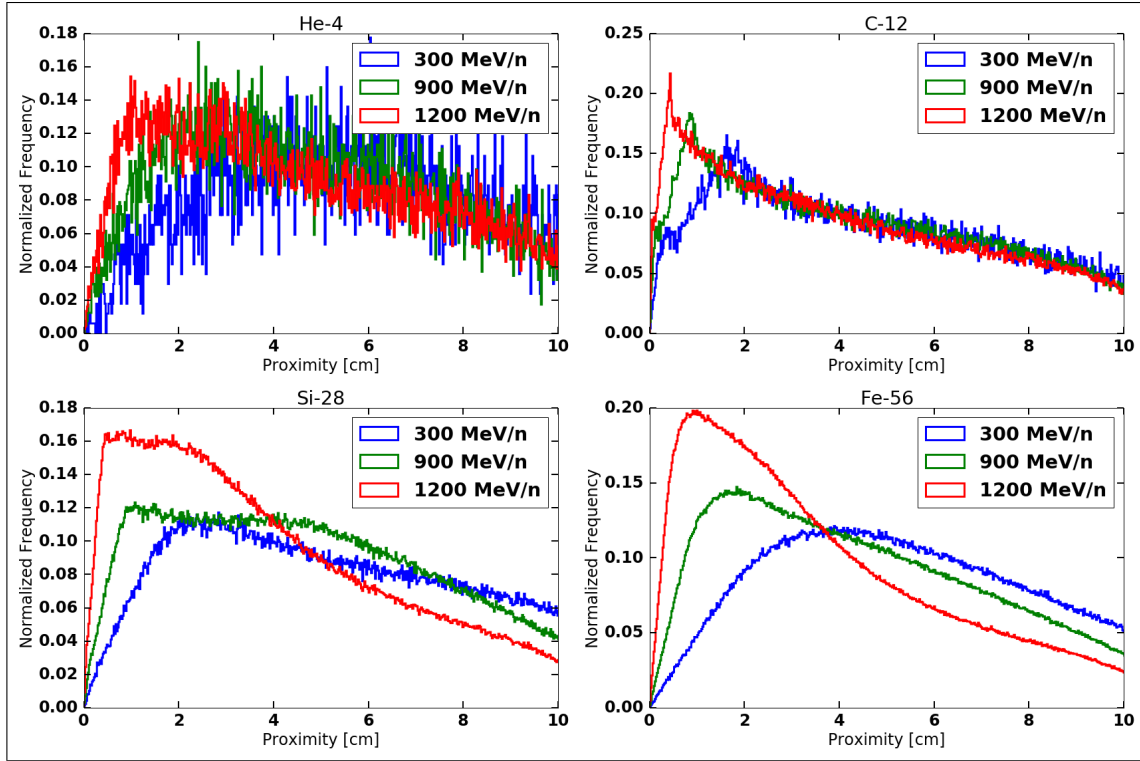 He-4
0.18
0.16
0.14
0.12
0.10
0.08
0.06
0.04
0.02
0.00
Normalized Frequency
300 MeV/n
900 MeV/n
1200 MeV/n
0 2 4 6 8 10
Proximity [cm]
C-12
0.25
0.20
0.15
0.10
0.05
0.00
Normalized Frequency
300 MeV/n
900 MeV/n
1200 MeV/n
0 2 4 6 8 10
Proximity [cm]
Si-28
0.18
0.16
0.14
0.12
0.10
0.08
0.06
0.04
0.02
0.00
Normalized Frequency
300 MeV/n
900 MeV/n
1200 MeV/n
0 2 4 6 8 10
Proximity [cm]
Fe-56
0.20
0.15
0.10
0.05
0.00
Normalized Frequency
300 MeV/n
900 MeV/n
1200 MeV/n
0 2 4 6 8 10
Proximity [cm]